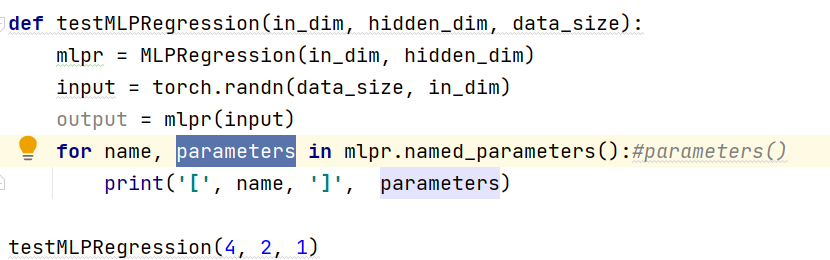 def testMLPRegression(in_dim, hidden_dim, data_size):
    mlpr = MLPRegression(in_dim, hidden_dim)
    input = torch.randn(data_size, in_dim)
    output = mlpr(input)
    for name, parameters in mlpr.named_parameters():#parameters()
        print('[', name, ']',  parameters)
testMLPRegression(4, 2, 1)